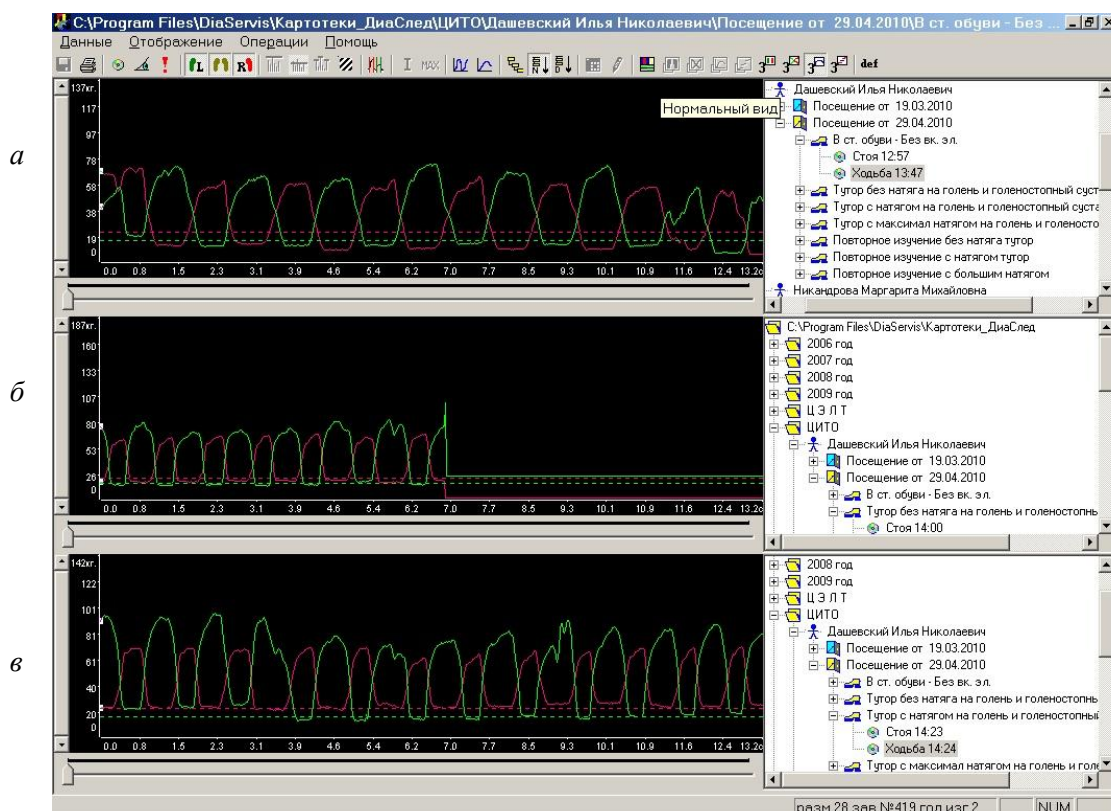 C:\Program Files\DiaServis\Картотеки_ДиаСлед\ЦИТО\Дашевский Илья Николаевич\Посещение от 29.04.2010\В ст. обуви - Без ...
Данные Отображение Операции Помощь
L R I MAX N D 3 3 3 3 def
Нормальный вид
а
137кг.
117
97
78
58
38
19
0
0.0 0.8 1.5 2.3 3.1 3.9 4.6 5.4 6.2 7.0 7.7 8.5 9.3 10.1 10.9 11.6 12.4 13.2с
Дашевский Илья Николаевич
Посещение от 19.03.2010
Посещение от 29.04.2010
В ст. обуви - Без вк. эл.
Стоя 12:57
Ходьба 13:47
Тутор без натяга на голень и голеностопный суст
Тутор с натягом на голень и голеностопный суста
Тутор с максимал натягом на голень и голеносто
Повторное изучение без натяга тутор
Повторное изучение с натягом тутор
Повторное изучение с большим натягом
Никандрова Маргарита Михайловна
б
187кг.
160
133
107
80
53
26
0
0.0 0.8 1.5 2.3 3.1 3.9 4.6 5.4 6.2 7.0 7.7 8.5 9.3 10.1 10.9 11.6 12.4 13.2с
C:\Program Files\DiaServis\Картотеки_ДиаСлед
2006 год
2007 год
2008 год
2009 год
Ц Э Л Т
ЦИТО
Дашевский Илья Николаевич
Посещение от 19.03.2010
Посещение от 29.04.2010
В ст. обуви - Без вк. эл.
Тутор без натяга на голень и голеностопнь
Стоя 14:00
в
142кг.
122
101
81
61
40
20
0
0.0 0.8 1.5 2.3 3.1 3.9 4.6 5.4 6.2 7.0 7.7 8.5 9.3 10.1 10.9 11.6 12.4 13.2с
2008 год
2009 год
Ц Э Л Т
ЦИТО
Дашевский Илья Николаевич
Посещение от 19.03.2010
Посещение от 29.04.2010
В ст. обуви - Без вк. эл.
Тутор без натяга на голень и голеностопнь
Тутор с натягом на голень и голеностопный
Стоя 14:23
Ходьба 14:24
Тутор с максимал натягом на голень и голе
разм 28 зав №419 год изг 2
NUM